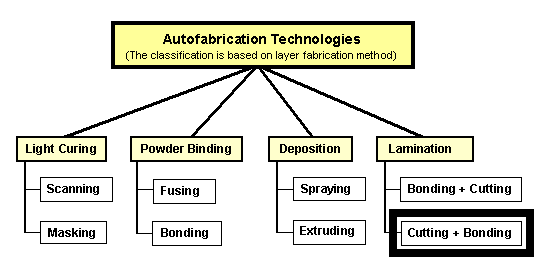 Autofabrication Technologies
(The classification is based on layer fabrication method)
Light Curing
Powder Binding
Deposition
Lamination
Scanning
Fusing
Spraying
Bonding + Cutting
Masking
Bonding
Extruding
Cutting + Bonding